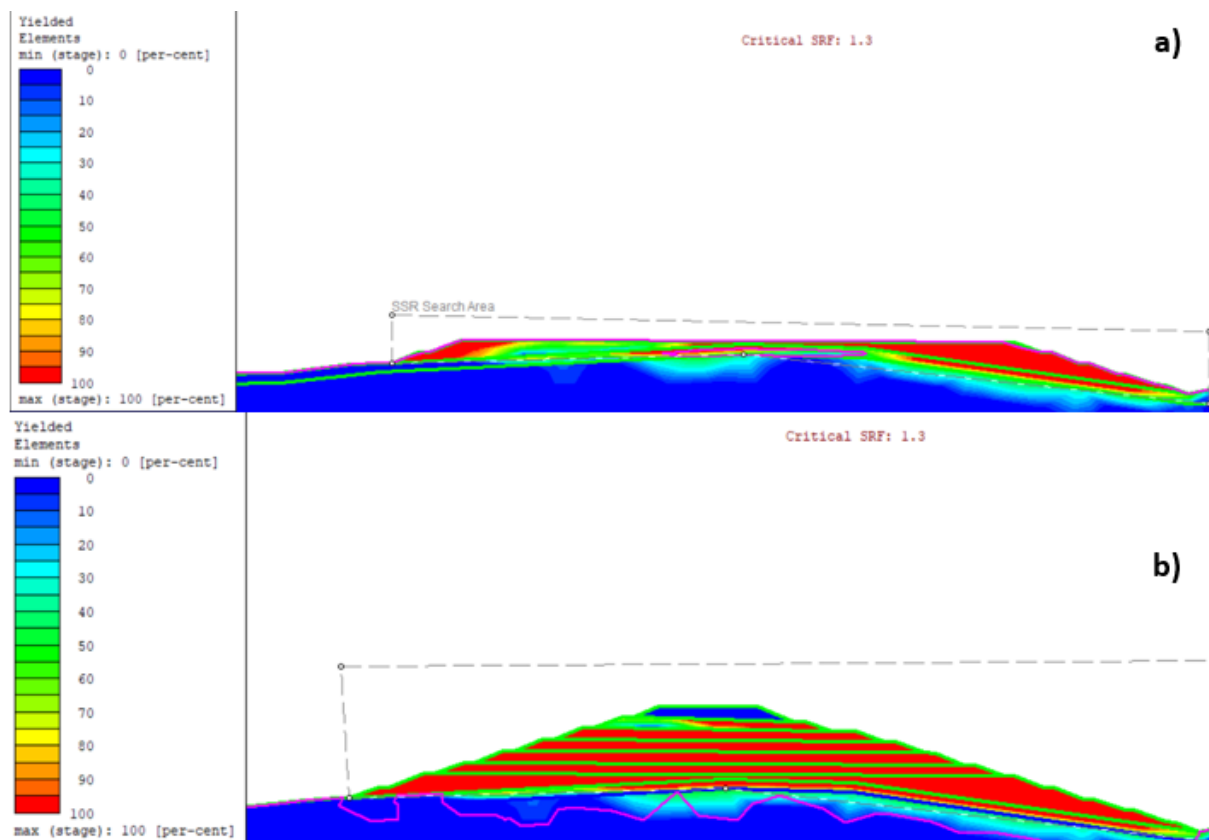 Yielded
Elements
min (stage): 0 [per-cent]
0
10
20
30
40
50
60
70
80
90
100
max (stage): 100 [per-cent]
Critical SRF: 1.3
a)
SSR Search Area
Yielded
Elements
min (stage): 0 [per-cent]
0
10
20
30
40
50
60
70
80
90
100
max (stage): 100 [per-cent]
Critical SRF: 1.3
b)